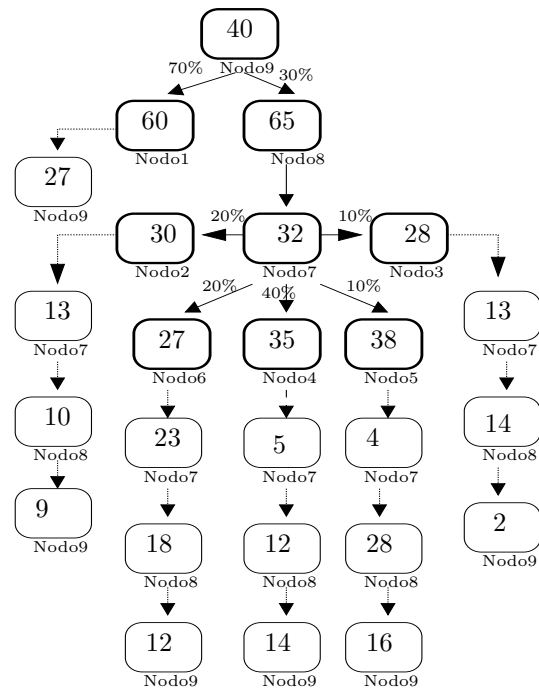 40
Nodo9
70% 30%
60 65
Nodo1 Nodo8
27
Nodo9
20% 10%
30 32 28
Nodo2 Nodo7 Nodo3
20% 40% 10%
13 27 35 38 13
Nodo7 Nodo6 Nodo4 Nodo5 Nodo7
10 23 5 4 14
Nodo8 Nodo7 Nodo7 Nodo7 Nodo8
9 18 12 28 2
Nodo9 Nodo8 Nodo8 Nodo8 Nodo9
12 14 16
Nodo9 Nodo9 Nodo9